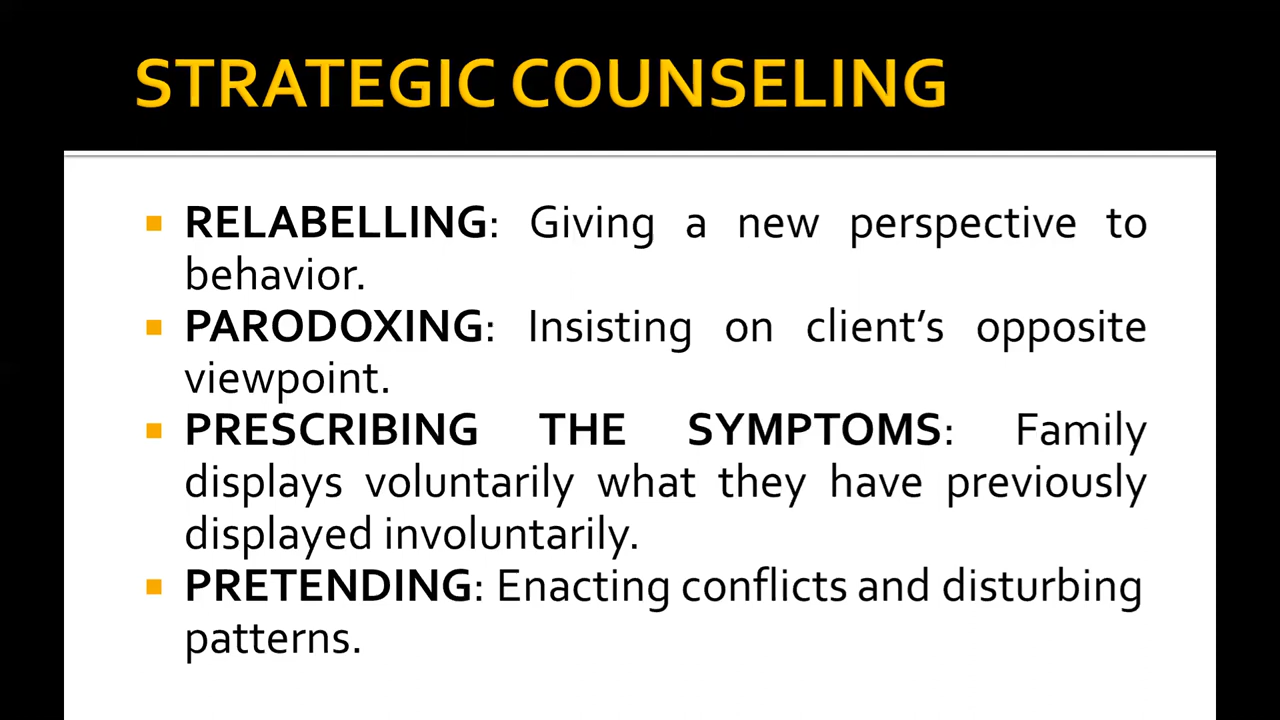 STRATEGIC COUNSELING
RELABELLING: Giving a new perspective to
behavior.
PARODOXING: Insisting on client's opposite
viewpoint.
PRESCRIBING THE SYMPTOMS: Family
displays voluntarily what they have previously
displayed involuntarily.
PRETENDING: Enacting conflicts and disturbing
patterns.